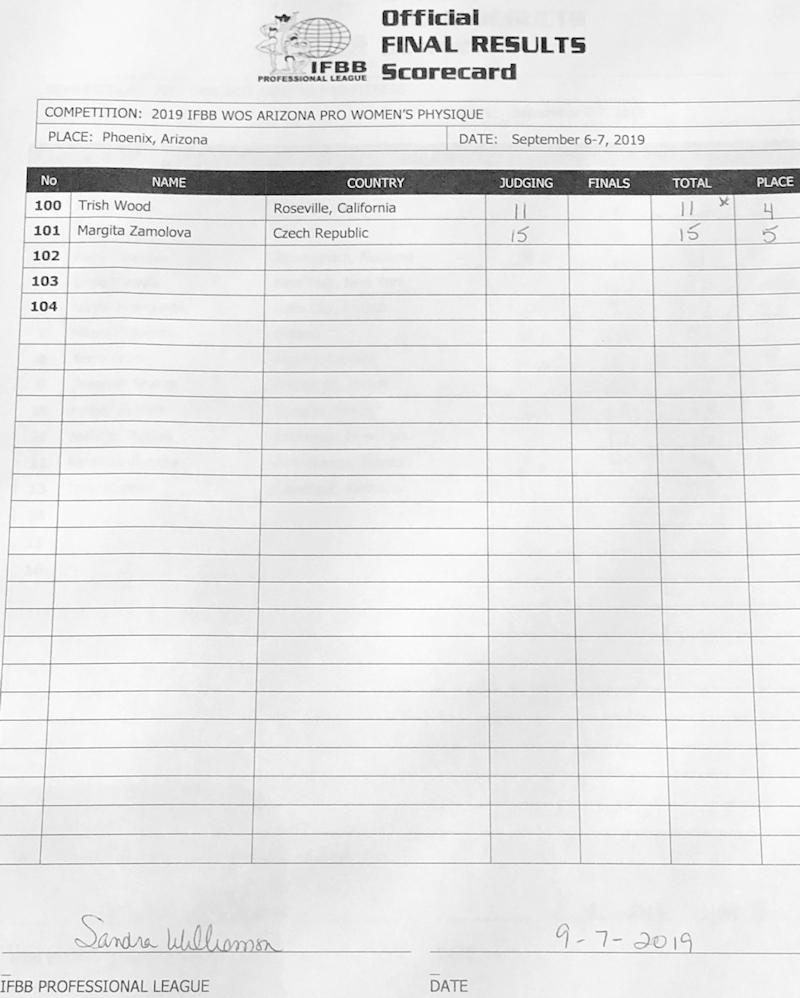 IFBB
PROFESSIONAL LEAGUE
Official
FINAL RESULTS
Scorecard
COMPETITION: 2019 IFBB WOS ARIZONA PRO WOMEN'S PHYSIQUE
PLACE: Phoenix, Arizona DATE: September 6-7, 2019
No NAME COUNTRY JUDGING FINALS TOTAL PLACE
100 Trish Wood Roseville, California 11 11 * 4
101 Margita Zamolova Czech Republic 15 15 5
102
103
104
Sandra Williamson 9-7-2019
IFBB PROFESSIONAL LEAGUE DATE